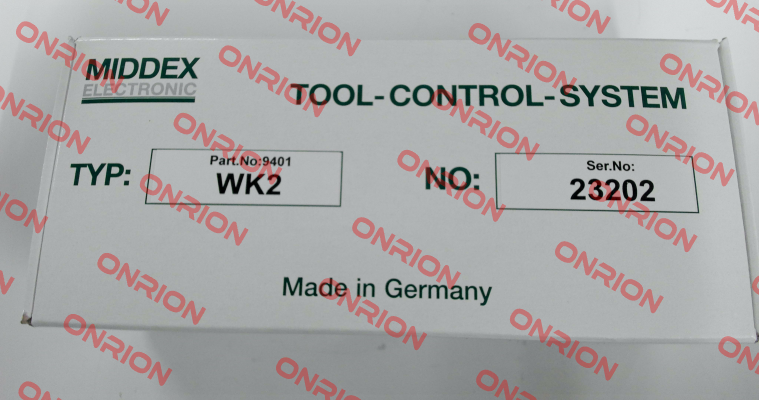 MIDDEX
ELECTRONIC
TOOL-CONTROL-SYSTEM
TYP:
Part.No:9401
WK2
NO:
Ser.No:
23202
Made in Germany
ONRION